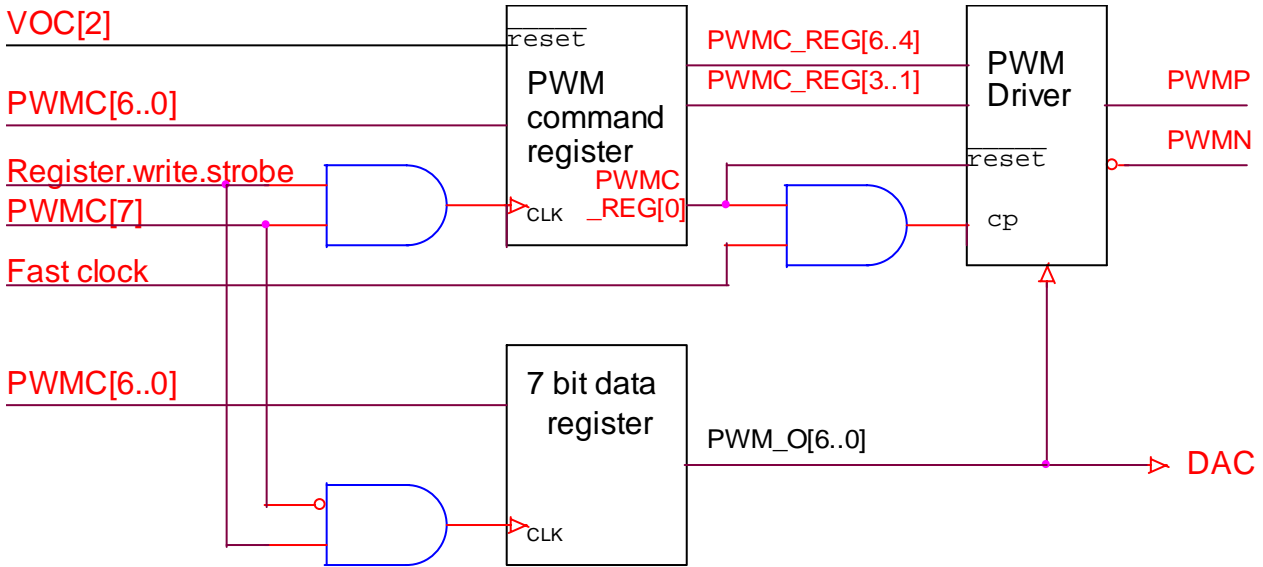 VOC[2]
reset
PWMC_REG[6..4]
PWM
Driver
PWMC_REG[3..1]
PWMP
PWMC[6..0]
PWM
command
register
PWMN
Register.write.strobe
reset
PWMC
_REG[0]
PWMC[7]
CLK
cp
Fast clock
PWMC[6..0]
7 bit data
register
PWM_O[6..0]
DAC
CLK